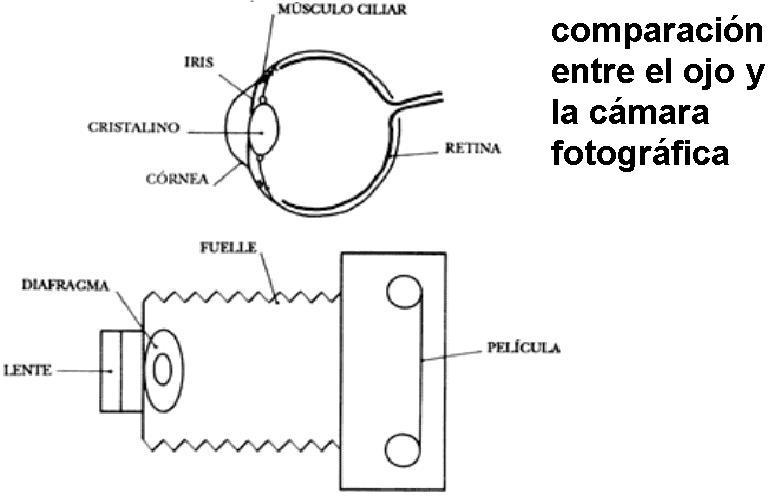 MÚSCULO CILIAR
IRIS
CRISTALINO
CÓRNEA
RETINA
comparación
entre el ojo y
la cámara
fotográfica
FUELLE
DIAFRAGMA
LENTE
PELÍCULA